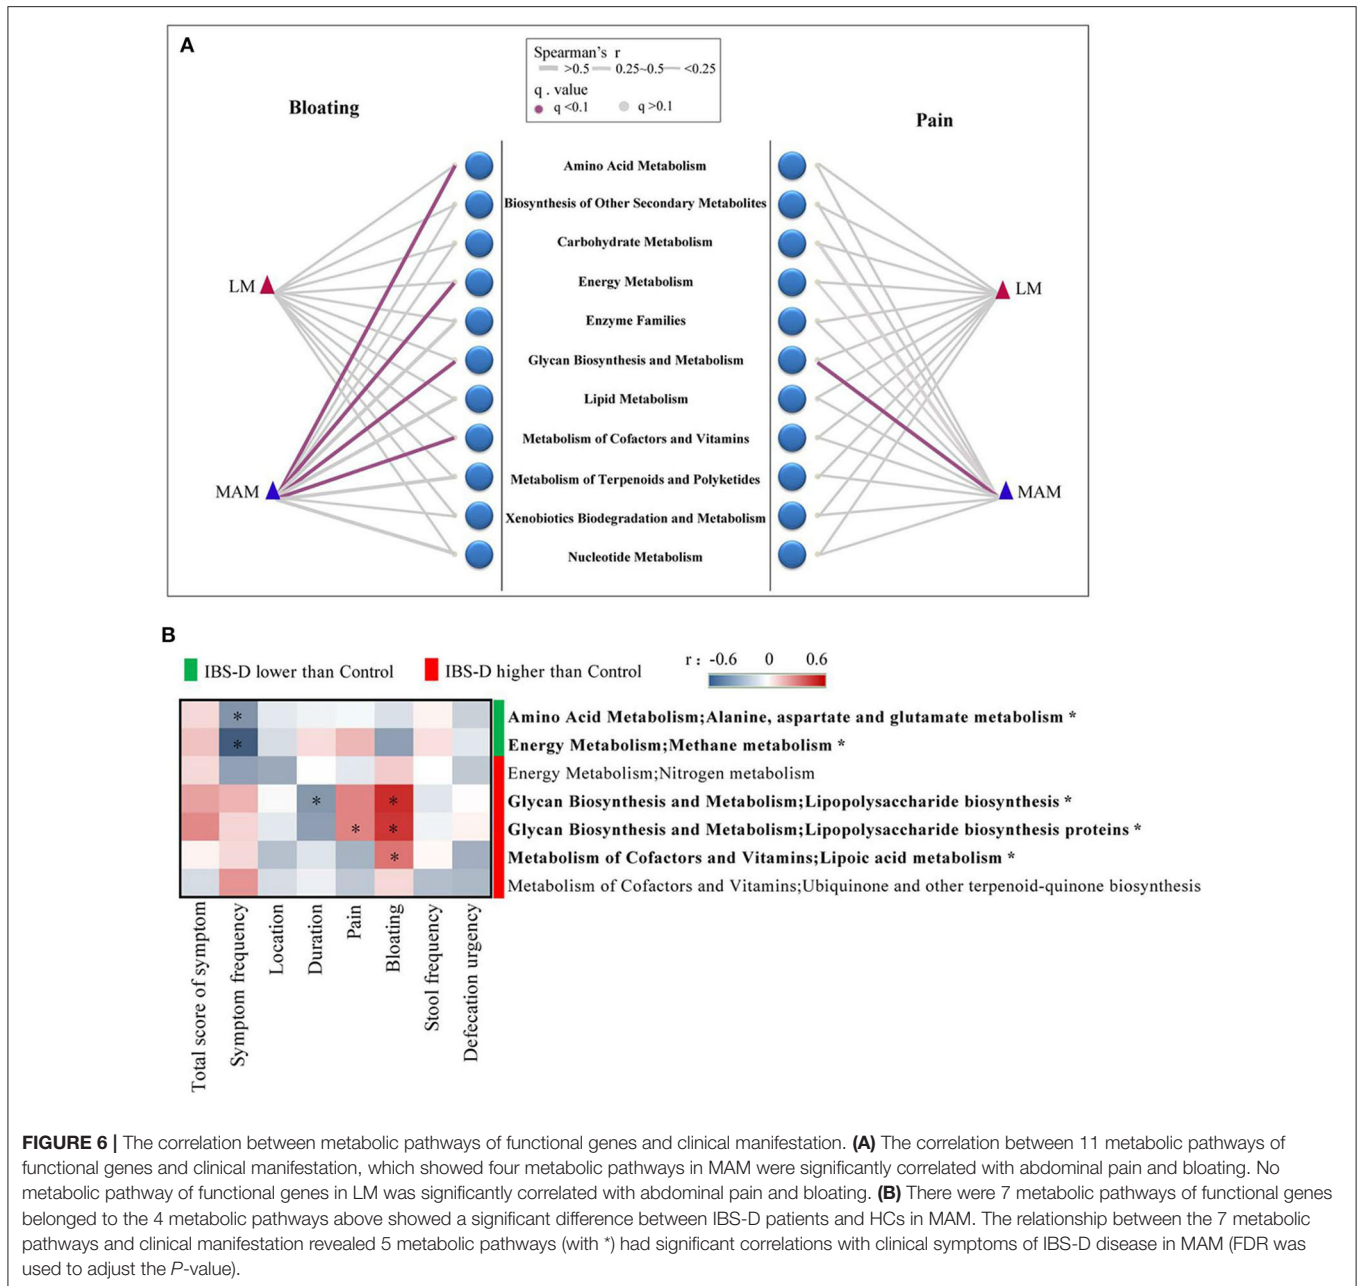 A
Spearman's r
>0.5 0.25~0.5 <0.25
q . value
q <0.1 q >0.1
Bloating
Pain
Amino Acid Metabolism
Biosynthesis of Other Secondary Metabolites
Carbohydrate Metabolism
Energy Metabolism
Enzyme Families
Glycan Biosynthesis and Metabolism
Lipid Metabolism
Metabolism of Cofactors and Vitamins
Metabolism of Terpenoids and Polyketides
Xenobiotics Biodegradation and Metabolism
Nucleotide Metabolism
LM
MAM
LM
MAM
B
IBS-D lower than Control
IBS-D higher than Control
r : -0.6 0 0.6
* Amino Acid Metabolism;Alanine, aspartate and glutamate metabolism *
* Energy Metabolism;Methane metabolism *
Energy Metabolism;Nitrogen metabolism
* * Glycan Biosynthesis and Metabolism;Lipopolysaccharide biosynthesis *
* * Glycan Biosynthesis and Metabolism;Lipopolysaccharide biosynthesis proteins *
* Metabolism of Cofactors and Vitamins;Lipoic acid metabolism *
Metabolism of Cofactors and Vitamins;Ubiquinone and other terpenoid-quinone biosynthesis
Total score of symptom
Symptom frequency
Location
Duration
Pain
Bloating
Stool frequency
Defecation urgency
FIGURE 6 | The correlation between metabolic pathways of functional genes and clinical manifestation. (A) The correlation between 11 metabolic pathways of
functional genes and clinical manifestation, which showed four metabolic pathways in MAM were significantly correlated with abdominal pain and bloating. No
metabolic pathway of functional genes in LM was significantly correlated with abdominal pain and bloating. (B) There were 7 metabolic pathways of functional genes
belonged to the 4 metabolic pathways above showed a significant difference between IBS-D patients and HCs in MAM. The relationship between the 7 metabolic
pathways and clinical manifestation revealed 5 metabolic pathways (with *) had significant correlations with clinical symptoms of IBS-D disease in MAM (FDR was
used to adjust the P-value).